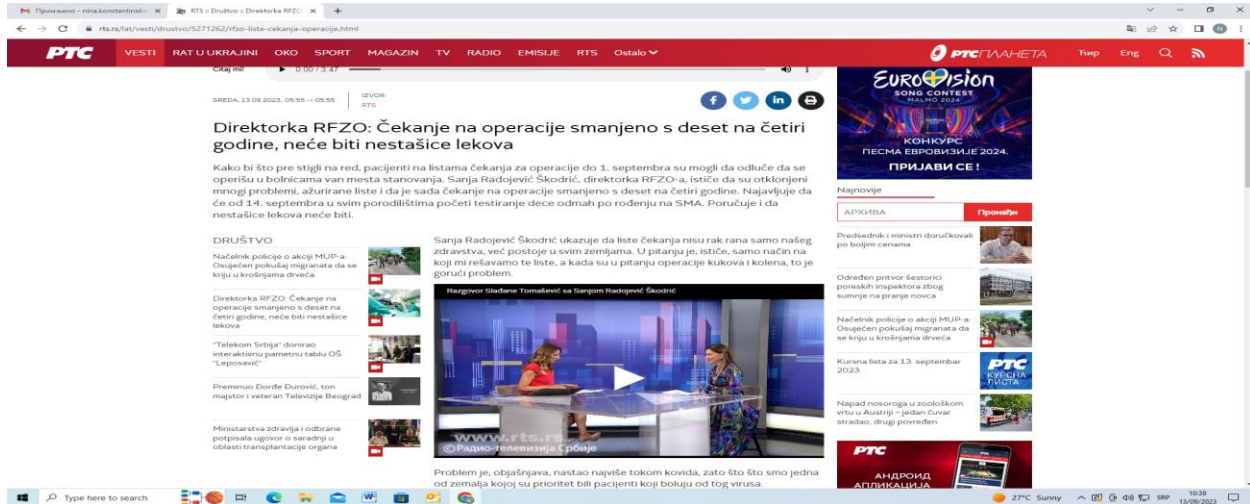 Примљено - nina.konstantinidis
RTS :: Društvo :: Direktorka RFZO:
rts.rs/lat/vesti/drustvo/5271262/rfzo-liste-cekanja-operacije.html
РТС VESTI RAT U UKRAJINI OKO SPORT MAGAZIN TV RADIO EMISIJE RTS Ostalo РТС ПЛАНЕТА Ћир Eng
Čitaj mi!
0:00 / 3:47
SREDA, 13.09.2023, 05:55 -> 05:55
IZVOR:
RTS
Direktorka RFZO: Čekanje na operacije smanjeno s deset na četiri
godine, neće biti nestašice lekova
Kako bi što pre stigli na red, pacijenti na listama čekanja za operacije do 1. septembra su mogli da odluče da se
operišu u bolnicama van mesta stanovanja. Sanja Radojević Škodrić, direktorka RFZO-a, ističe da su otklonjeni
mnogi problemi, ažurirane liste i da je sada čekanje na operacije smanjeno s deset na četiri godine. Najavljuje da
će od 14. septembra u svim porodilištima početi testiranje dece odmah po rođenju na SMA. Poručuje i da
nestašice lekova neće biti.
DRUŠTVO
Načelnik policije o akciji MUP-a:
Osujećen pokušaj migranata da se
kriju u krošnjama drveća
Direktorka RFZO: Čekanje na
operacije smanjeno s deset na
četiri godine, neće biti nestašice
lekova
"Telekom Srbija" donirao
interaktivnu pametnu tablu OŠ
"Leposavić"
Preminuo Đorđe Đurović, ton
majstor i veteran Televizije Beograd
Ministarstva zdravlja i odbrane
potpisala ugovor o saradnji u
oblasti transplantacije organa
Sanja Radojević Škodrić ukazuje da liste čekanja nisu rak rana samo našeg
zdravstva, već postoje u svim zemljama. U pitanju je, ističe, samo način na
koji mi rešavamo te liste, a kada su u pitanju operacije kukova i kolena, to je
gorući problem.
Razgovor Slađane Tomašević sa Sanjom Radojević Škodrić
www.rts.rs
©Радио-телевизија Србије
Problem je, objašnjava, nastao najviše tokom kovida, zato što što smo jedna
od zemalja kojoj su prioritet bili pacijenti koji boluju od tog virusa.
EUROVISION
SONG CONTEST
MALMÖ 2024
КОНКУРС
ПЕСМА ЕВРОВИЗИЈЕ 2024.
ПРИЈАВИ СЕ !
Najnovije
АРХИВА Пронађи
Predsednik i ministri doručkovali
po boljim cenama
Određen pritvor šestorici
poreskih inspektora zbog
sumnje na pranje novca
Načelnik policije o akciji MUP-a:
Osujećen pokušaj migranata da
se kriju u krošnjama drveća
Kursna lista za 13. septembar
2023.
РТС
КУРСНА
ЛИСТА
Napad nosoroga u zoološkom
vrtu u Austriji – jedan čuvar
stradao, drugi povređen
РТС
АНДРОИД
АПЛИКАЦИЈА
Type here to search
27°C Sunny
SRP
10:39
13/09/2023